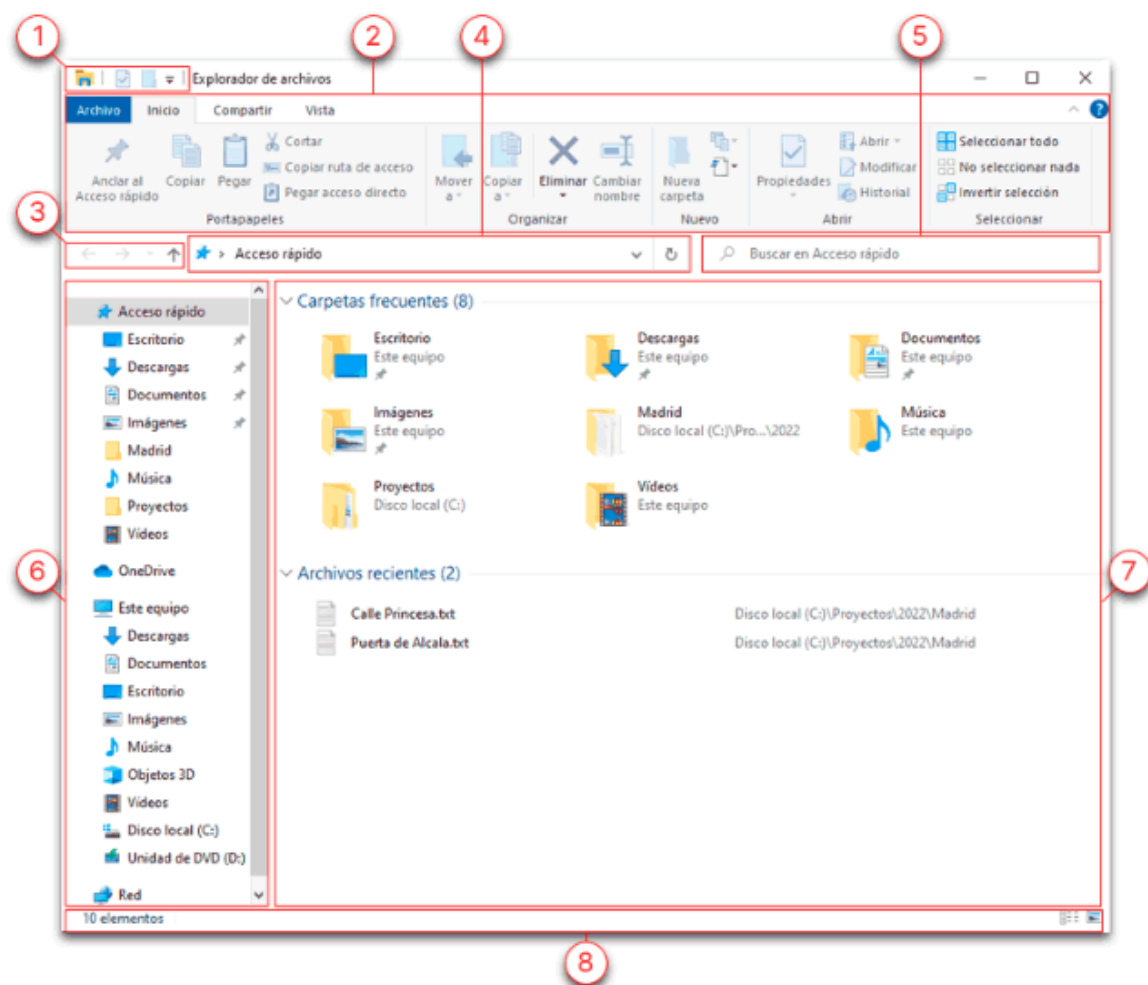 1
2
4
5
Explorador de archivos
Archivo Inicio Compartir Vista
Anclar al Acceso rápido
Copiar
Pegar
Cortar
Copiar ruta de acceso
Pegar acceso directo
Portapapeles
Mover a
Copiar a
Eliminar
Cambiar nombre
Organizar
Nueva carpeta
Nuevo
Propiedades
Abrir
Modificar
Historial
Abrir
Seleccionar todo
No seleccionar nada
Invertir selección
Seleccionar
3
Acceso rápido
Buscar en Acceso rápido
Acceso rápido
Escritorio
Descargas
Documentos
Imágenes
Madrid
Música
Proyectos
Vídeos
OneDrive
Este equipo
Descargas
Documentos
Escritorio
Imágenes
Música
Objetos 3D
Vídeos
Disco local (C:)
Unidad de DVD (D:)
Red
6
Carpetas frecuentes (8)
Escritorio
Este equipo
Descargas
Este equipo
Documentos
Este equipo
Imágenes
Este equipo
Madrid
Disco local (C:)\Pro...\2022
Música
Este equipo
Proyectos
Disco local (C:)
Vídeos
Este equipo
Archivos recientes (2)
Calle Princesa.txt Disco local (C:)\Proyectos\2022\Madrid
Puerta de Alcala.txt Disco local (C:)\Proyectos\2022\Madrid
7
10 elementos
8